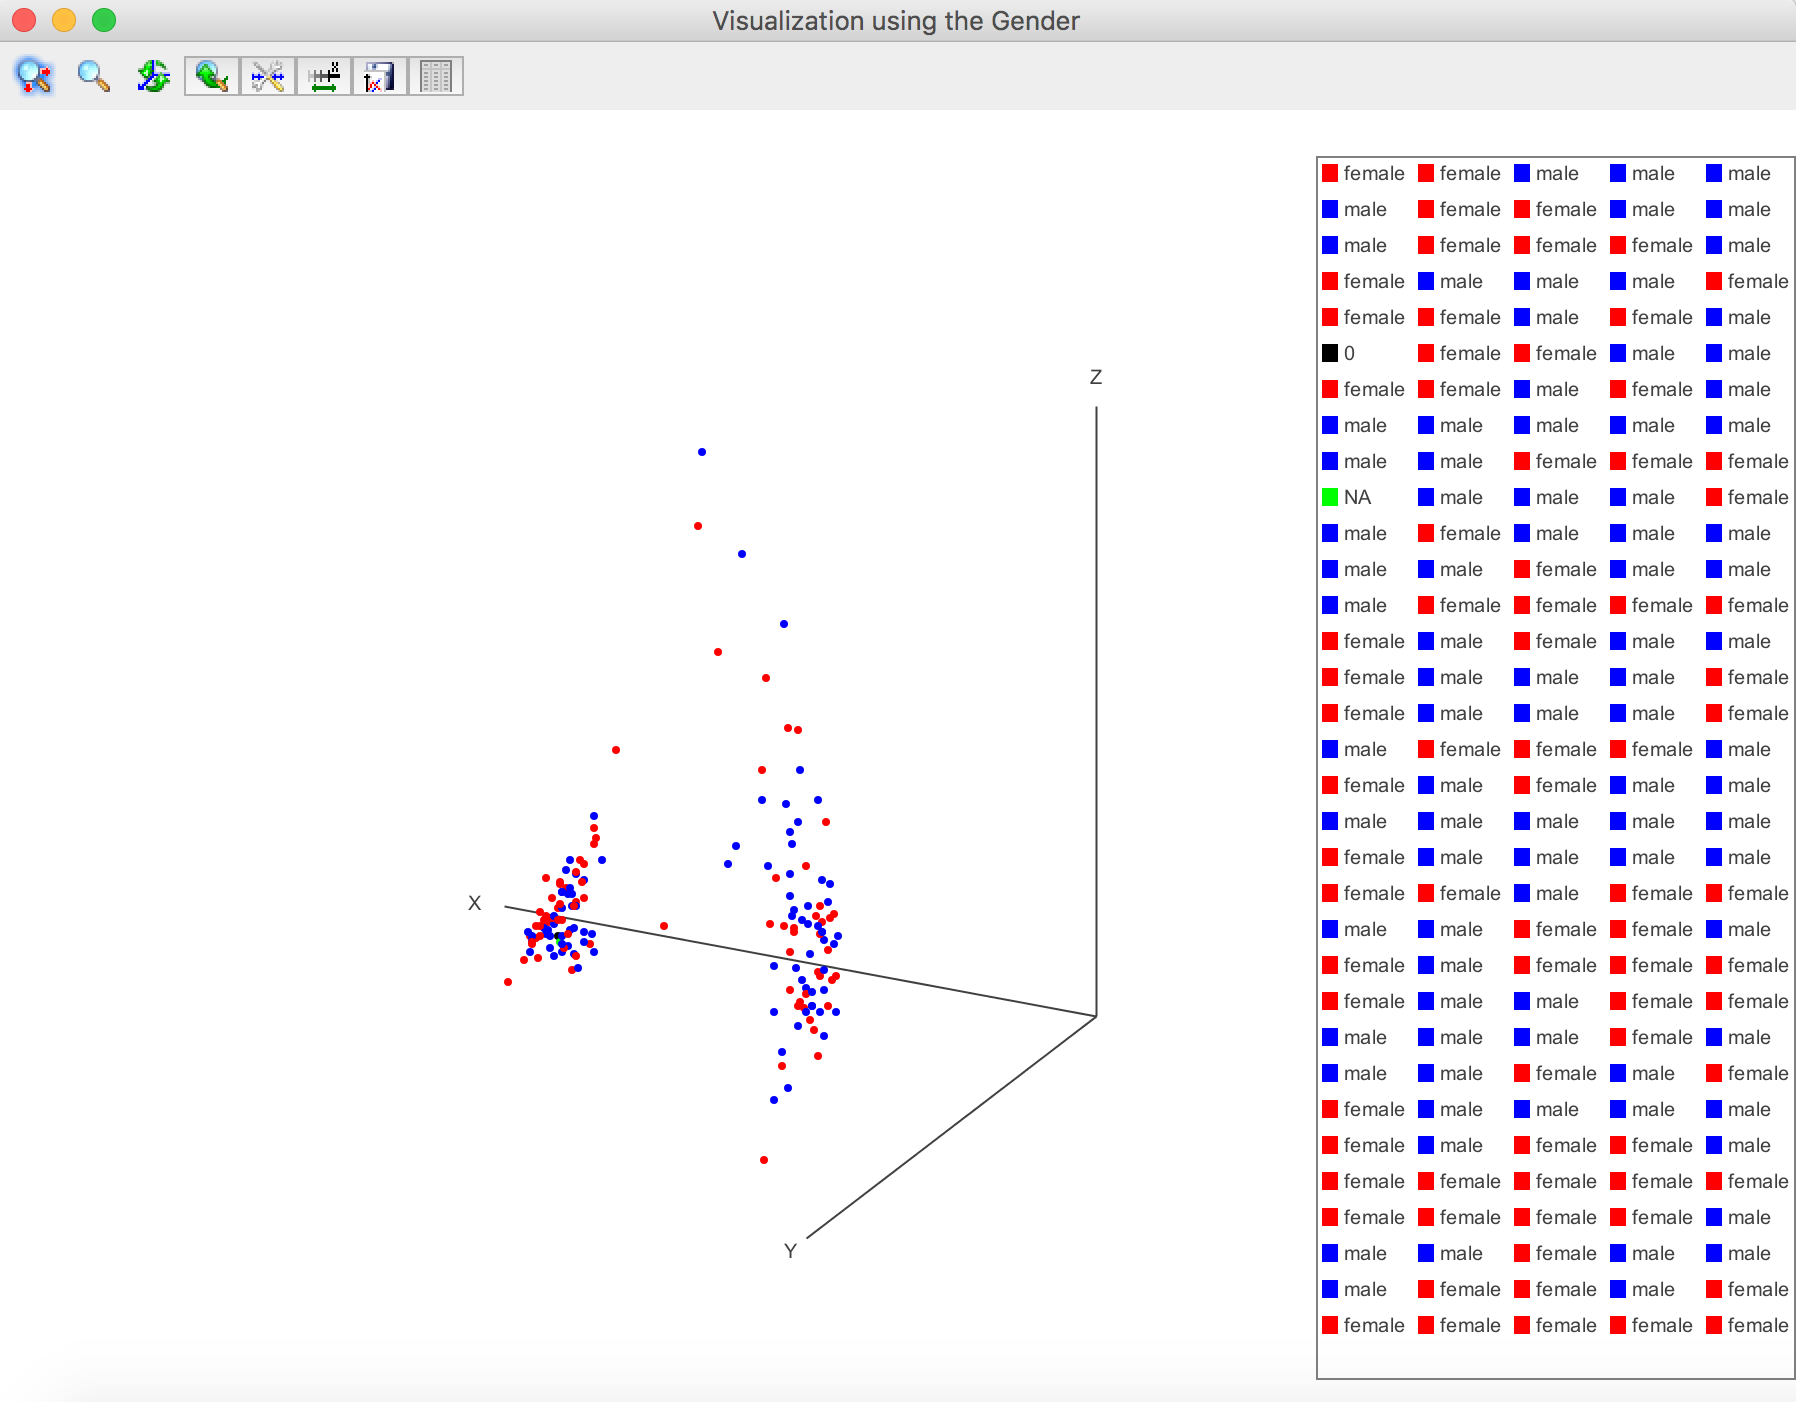 Visualization using the Gender
female female male male male
male female female male male
male female female female male
female male male male female
female female male female male
0 female female male male
female female male female male
male male male male male
male male female female female
NA male male male female
male female male male male
male male female male male
male female female female female
female male female male male
female male male male female
female male male male female
male female female female male
female male female male male
male male male male male
female male male male male
female female male female female
male male female female female
female male female female female
female male male female female
male male male female male
male male female male female
female male male male male
female male female female male
female female female female female
female female female female male
male male female male male
male female female male female
female female female female female
Z
X
Y